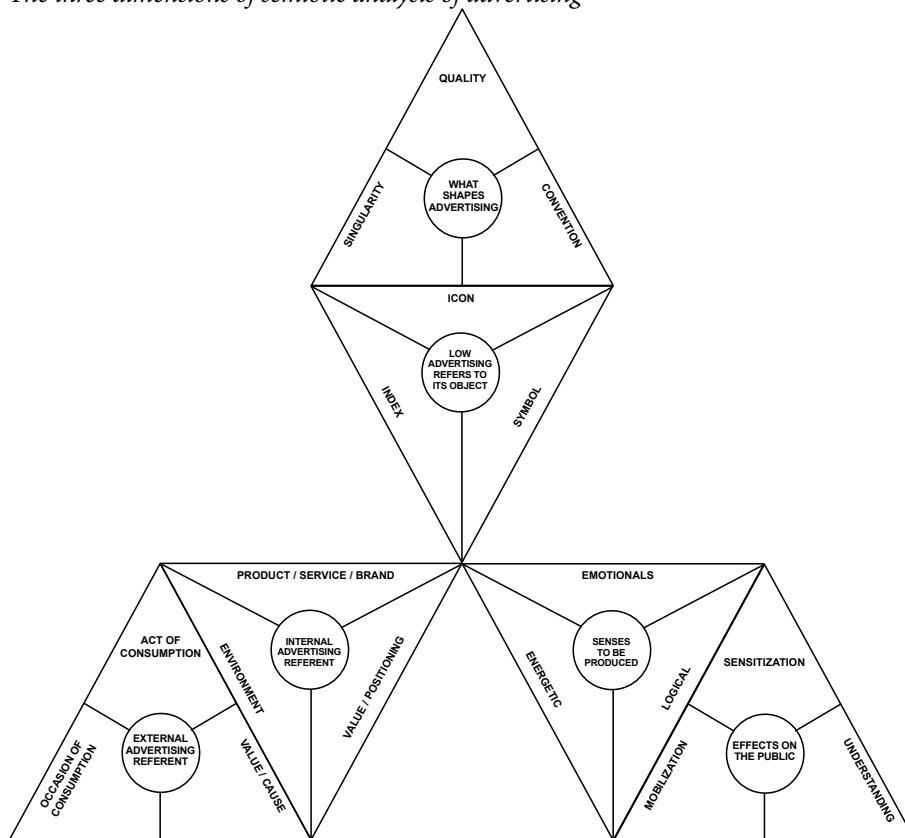 The three dimensions of semiotic analysis of advertising
QUALITY
SINGULARITY
WHAT
SHAPES
ADVERTISING
CONVENTION
ICON
LOW
ADVERTISING
REFERS TO
ITS OBJECT
INDEX
SYMBOL
PRODUCT / SERVICE / BRAND
INTERNAL
ADVERTISING
REFERENT
ENVIRONMENT
VALUE / POSITIONING
ACT OF
CONSUMPTION
EXTERNAL
ADVERTISING
REFERENT
OCCASION OF
CONSUMPTION
VALUE / CAUSE
EMOTIONALS
SENSES
TO BE
PRODUCED
ENERGETIC
LOGICAL
SENSITIZATION
EFFECTS ON
THE PUBLIC
MOBILIZATION
UNDERSTANDING